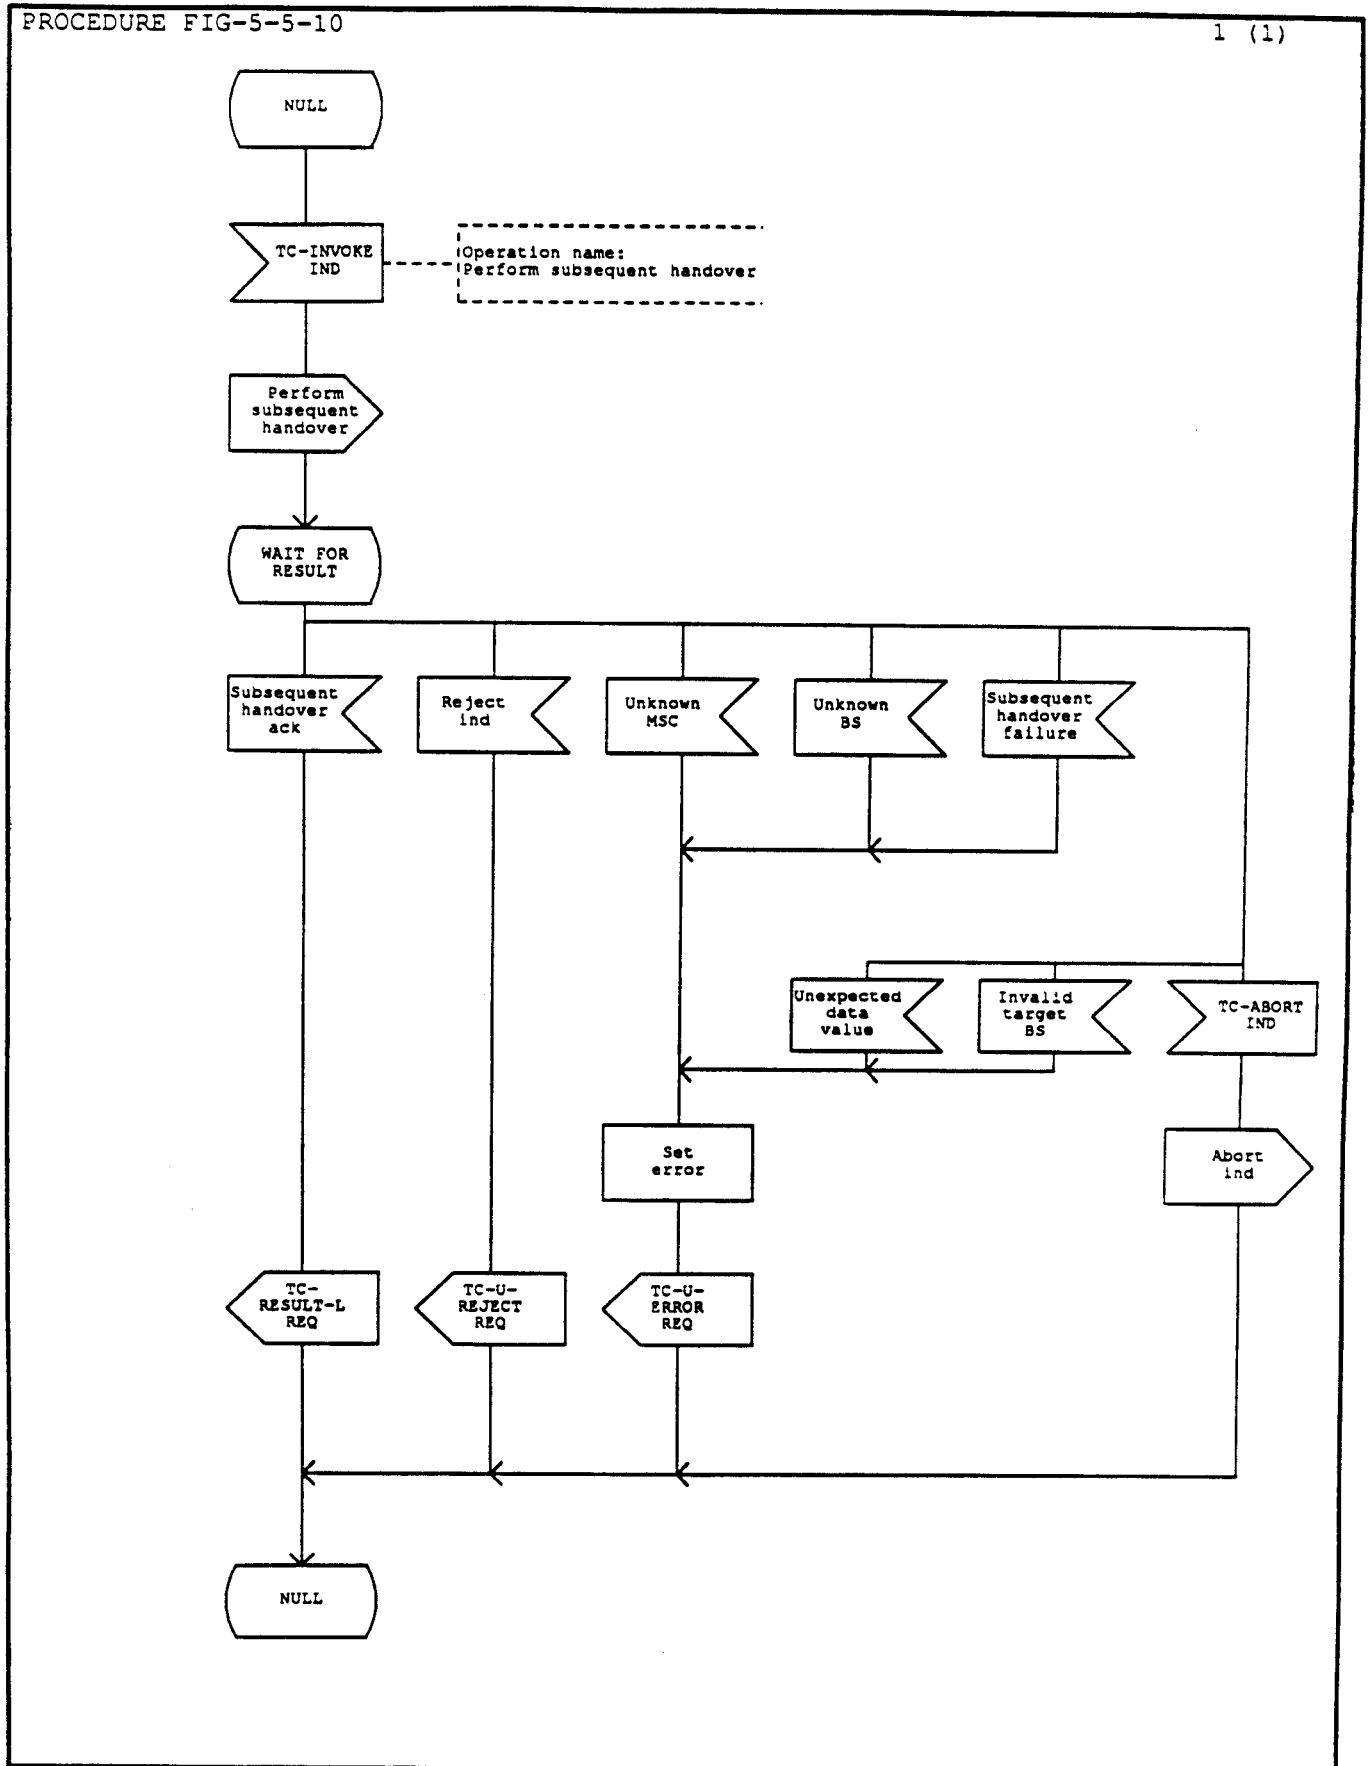 PROCEDURE FIG-5-5-10
1 (1)
NULL
TC-INVOKE
IND
Operation name:
Perform subsequent handover
Perform
subsequent
handover
WAIT FOR
RESULT
Subsequent
handover
ack
Reject
ind
Unknown
MSC
Unknown
BS
Subsequent
handover
failure
Unexpected
data
value
Invalid
target
BS
TC-ABORT
IND
Set
error
Abort
ind
TC-
RESULT-L
REQ
TC-U-
REJECT
REQ
TC-U-
ERROR
REQ
NULL